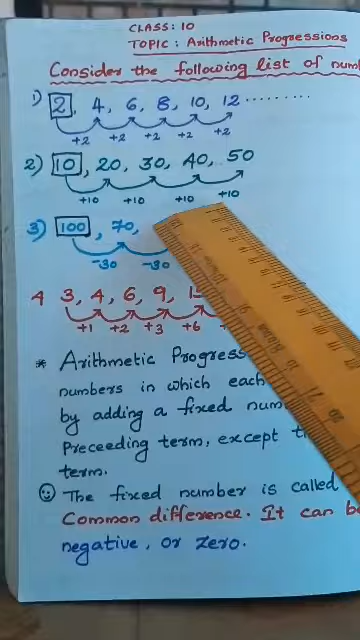 CLASS: 10
TOPIC: Arithmetic Progressions
Consider the following list of
1) 2, 4, 6, 8, 10, 12 .........
+2 +2 +2 +2 +2
2) 10, 20, 30, 40, 50
+10 +10 +10 +10
3) 100, 70,
-30 -30
4 3, 4, 6, 9,
+1 +2 +3 +6
* Arithmetic Progress
numbers in which each
by adding a fixed num
Preceeding term, except
term.
The fixed number is called
Common difference. It can be
negative, or zero.